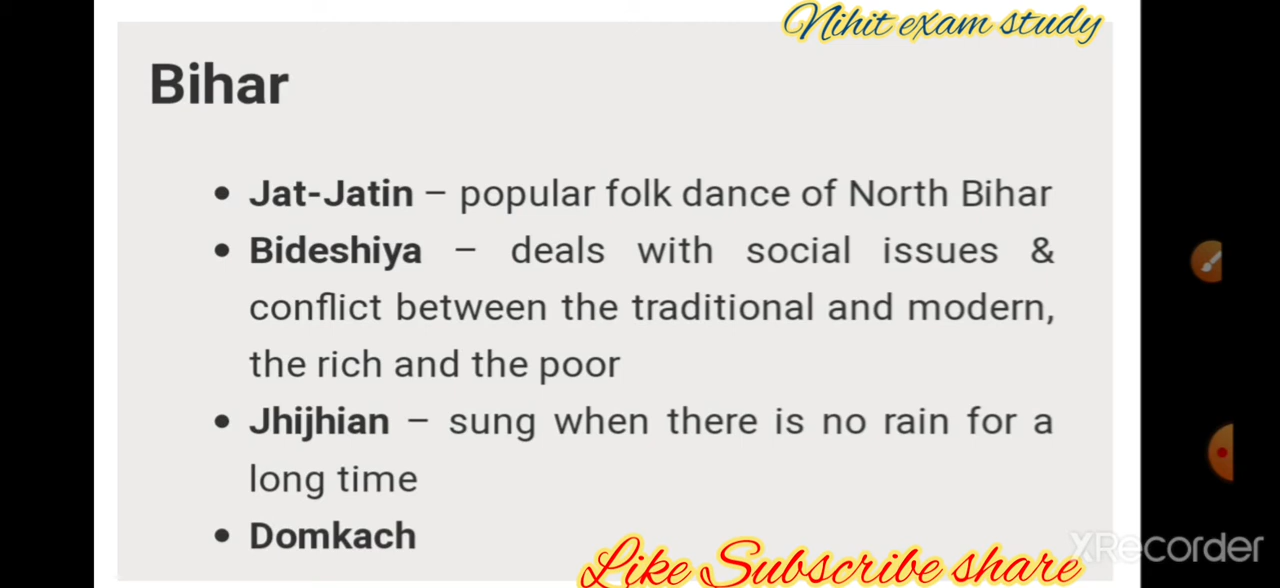 Nihit exam study
Bihar
• Jat-Jatin – popular folk dance of North Bihar
• Bideshiya – deals with social issues &
conflict between the traditional and modern,
the rich and the poor
• Jhijhian – sung when there is no rain for a
long time
• Domkach
Like Subscribe share
XRecorder